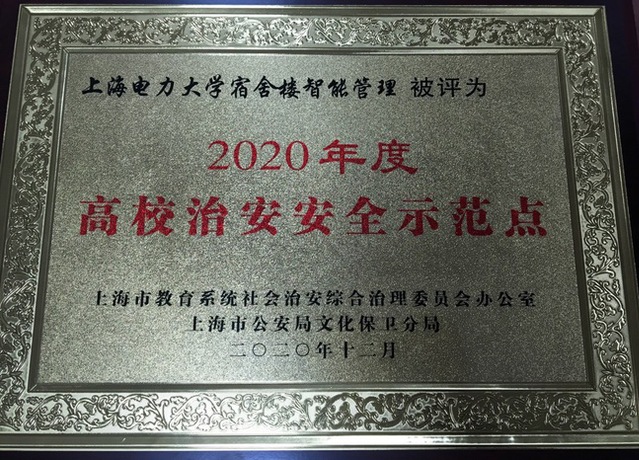 上海电力大学宿舍楼智能管理 被评为
2020年度
高校治安安全示范点
上海市教育系统社会治安综合治理委员会办公室
上海市公安局文化保卫分局
二〇二〇年十二月